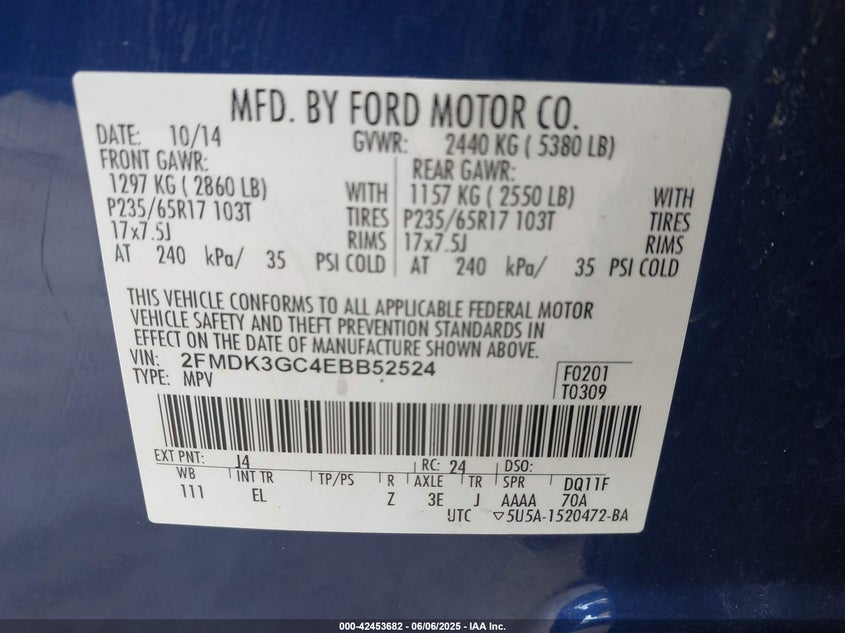 MFD. BY FORD MOTOR CO.
DATE: 10/14 GVWR: 2440 KG ( 5380 LB)
FRONT GAWR: REAR GAWR:
1297 KG ( 2860 LB) WITH 1157 KG ( 2550 LB) WITH
P235/65R17 103T TIRES P235/65R17 103T TIRES
17x7.5J RIMS 17x7.5J RIMS
AT 240 kPa/ 35 PSI COLD AT 240 kPa/ 35 PSI COLD
THIS VEHICLE CONFORMS TO ALL APPLICABLE FEDERAL MOTOR
VEHICLE SAFETY AND THEFT PREVENTION STANDARDS IN
EFFECT ON THE DATE OF MANUFACTURE SHOWN ABOVE.
VIN: 2FMDK3GC4EBB52524 F0201
TYPE: MPV T0309
EXT PNT: J4 RC: 24 DSO:
WB INT TR TP/PS R AXLE TR SPR DQ11F
111 EL Z 3E J AAAA 70A
UTC ▽5U5A-1520472-BA
000-42453682 - 06/06/2025 - IAA Inc.